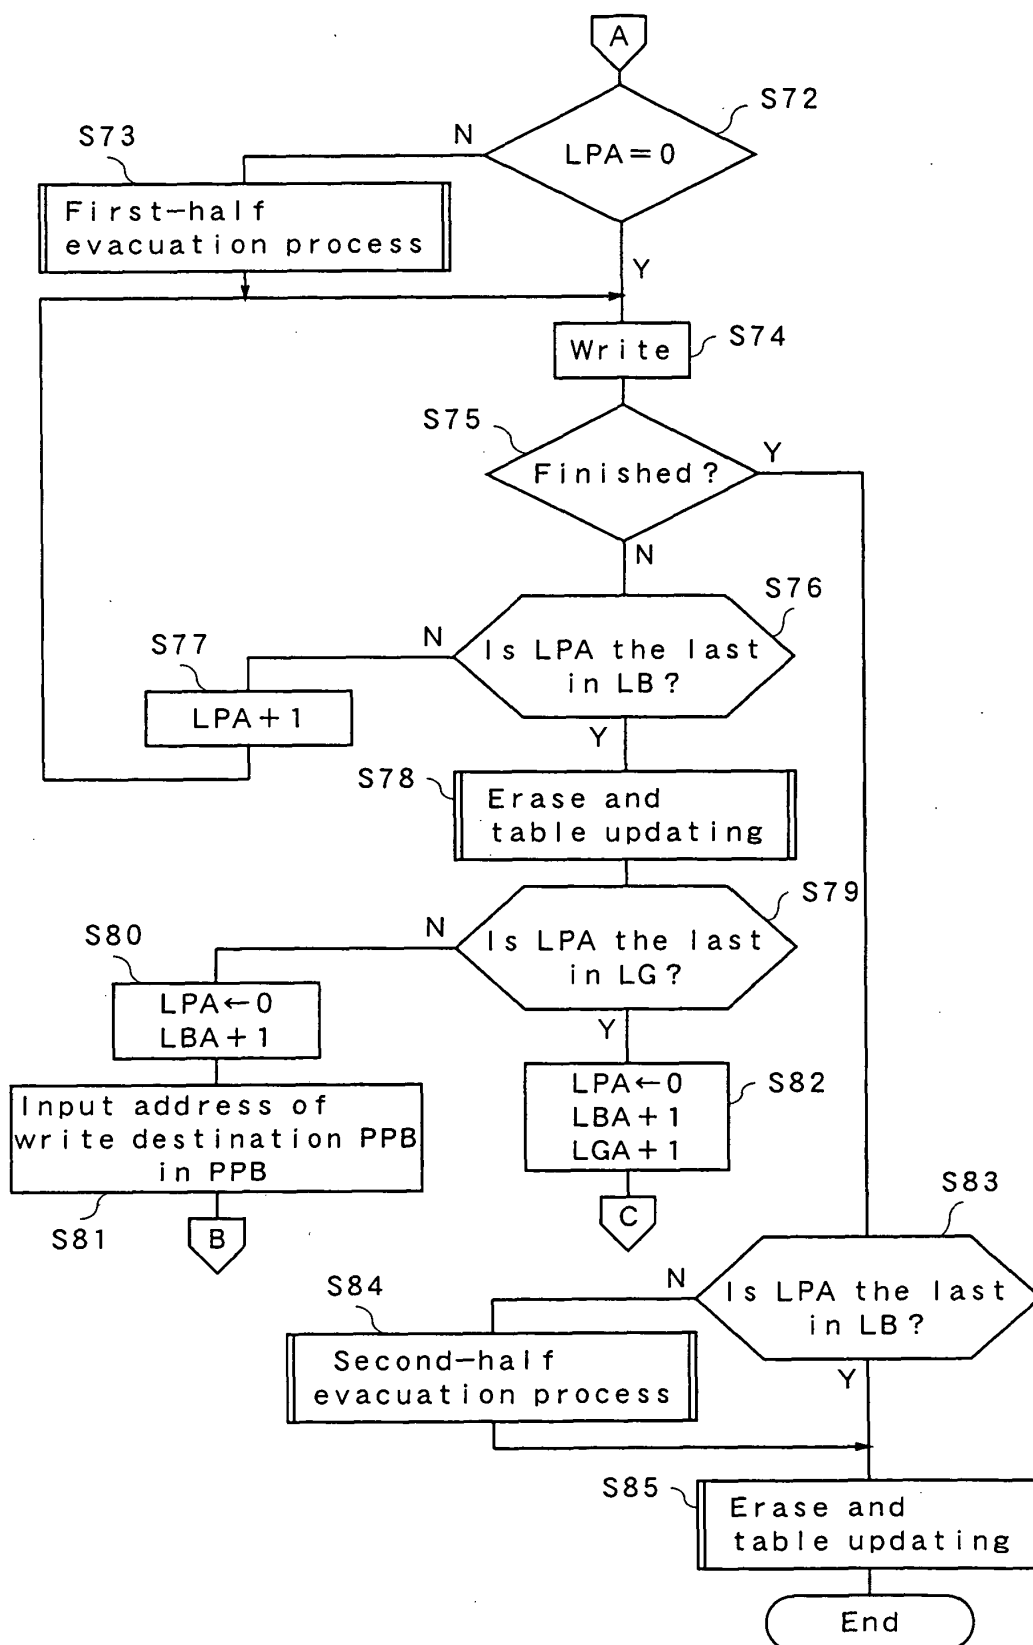 A
S72
LPA=0
N
S73
First-half
evacuation process
Y
Write
S74
S75
Finished?
Y
N
S76
Is LPA the last
in LB?
N
S77
LPA+1
Y
S78
Erase and
table updating
S79
Is LPA the last
in LG?
N
S80
LPA←0
LBA+1
Y
LPA←0
LBA+1
LGA+1
S82
Input address of
write destination PPB
in PPB
S81
B
C
S83
Is LPA the last
in LB?
N
S84
Second-half
evacuation process
Y
S85
Erase and
table updating
End